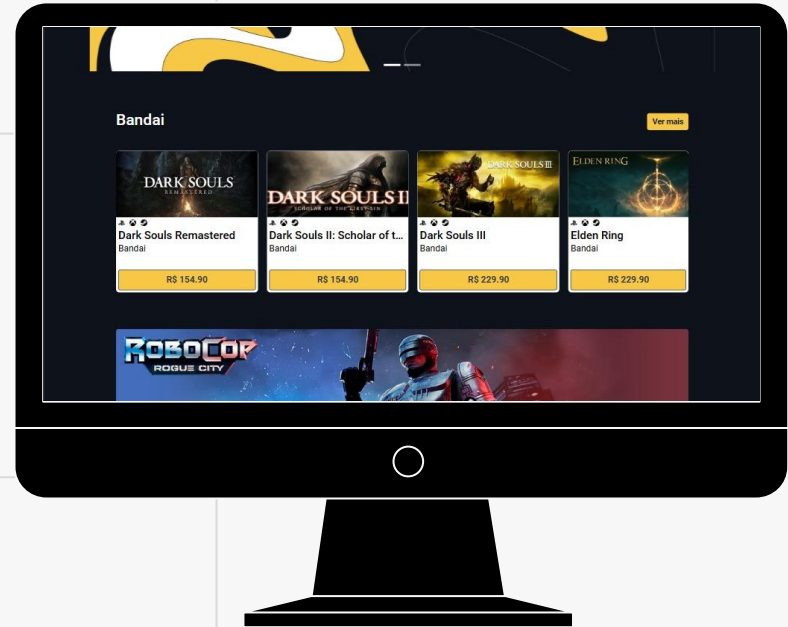 Bandai
Ver mais
DARK SOULS
REMASTERED
DARK SOULS II
SCHOLAR OF THE FIRST SIN
DARK SOULS III
ELDEN RING
Dark Souls Remastered
Bandai
R$ 154.90
Dark Souls II: Scholar of t...
Bandai
R$ 154.90
Dark Souls III
Bandai
R$ 229.90
Elden Ring
Bandai
R$ 229.90
ROBOCOP
ROGUE CITY